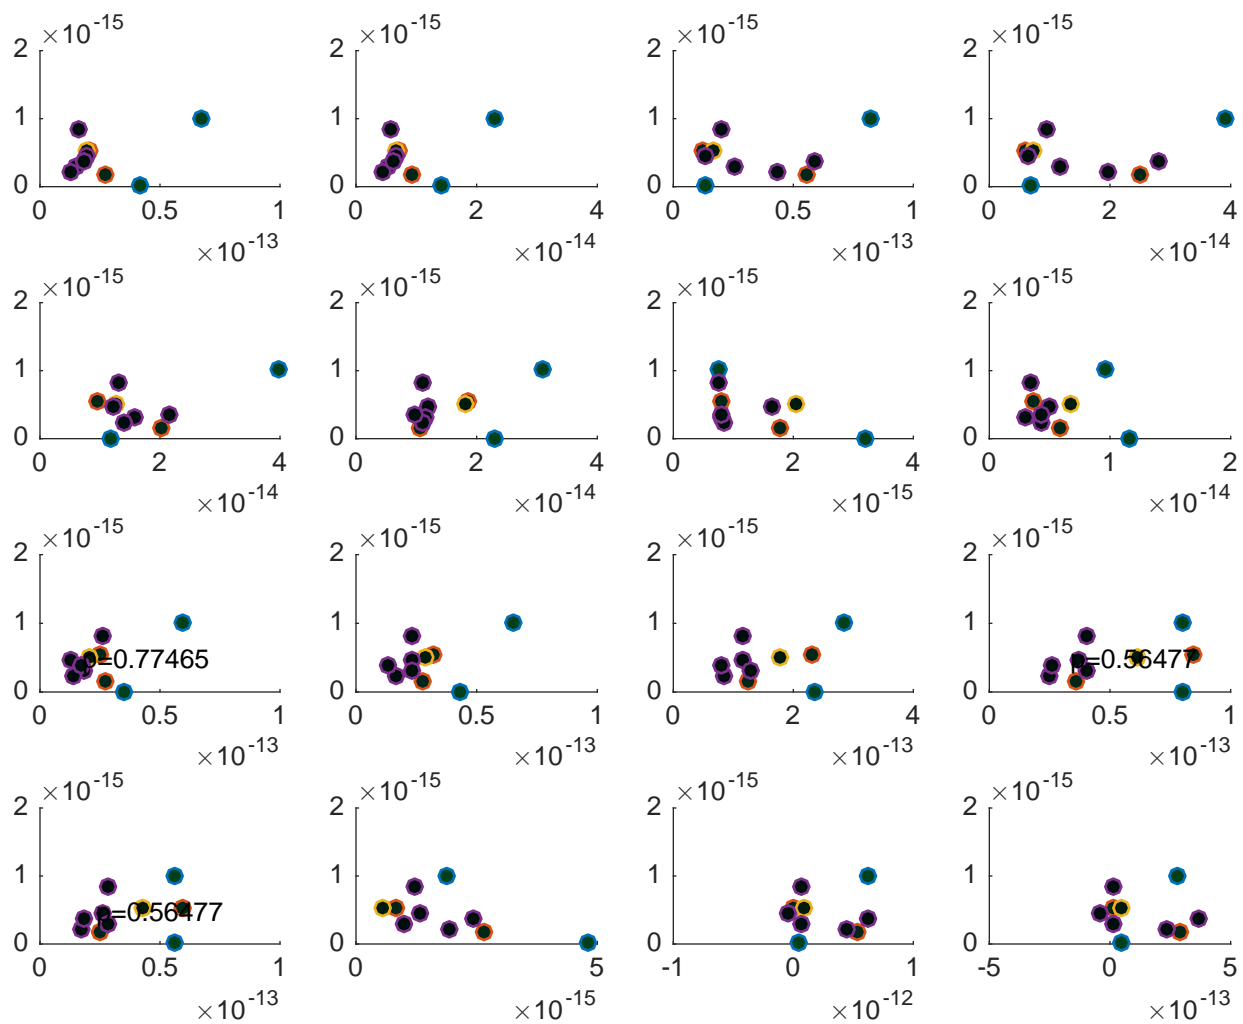 ×10-15 ×10-15 ×10-15 ×10-15
2 2 2 2
1 1 1 1
0 0 0 0
0 0.5 1 0 2 4 0 0.5 1 0 2 4
×10-13 ×10-14 ×10-13 ×10-14
×10-15 ×10-15 ×10-15 ×10-15
2 2 2 2
1 1 1 1
0 0 0 0
0 2 4 0 2 4 0 2 4 0 1 2
×10-14 ×10-14 ×10-15 ×10-14
×10-15 ×10-15 ×10-15 ×10-15
2 2 2 2
1 1 1 1
=0.77465 =0.56477
0 0 0 0
0 0.5 1 0 0.5 1 0 2 4 0 0.5 1
×10-13 ×10-13 ×10-13 ×10-13
×10-15 ×10-15 ×10-15 ×10-15
2 2 2 2
1 1 1 1
=0.56477
0 0 0 0
0 0.5 1 0 5 -1 0 1 -5 0 5
×10-13 ×10-15 ×10-12 ×10-13